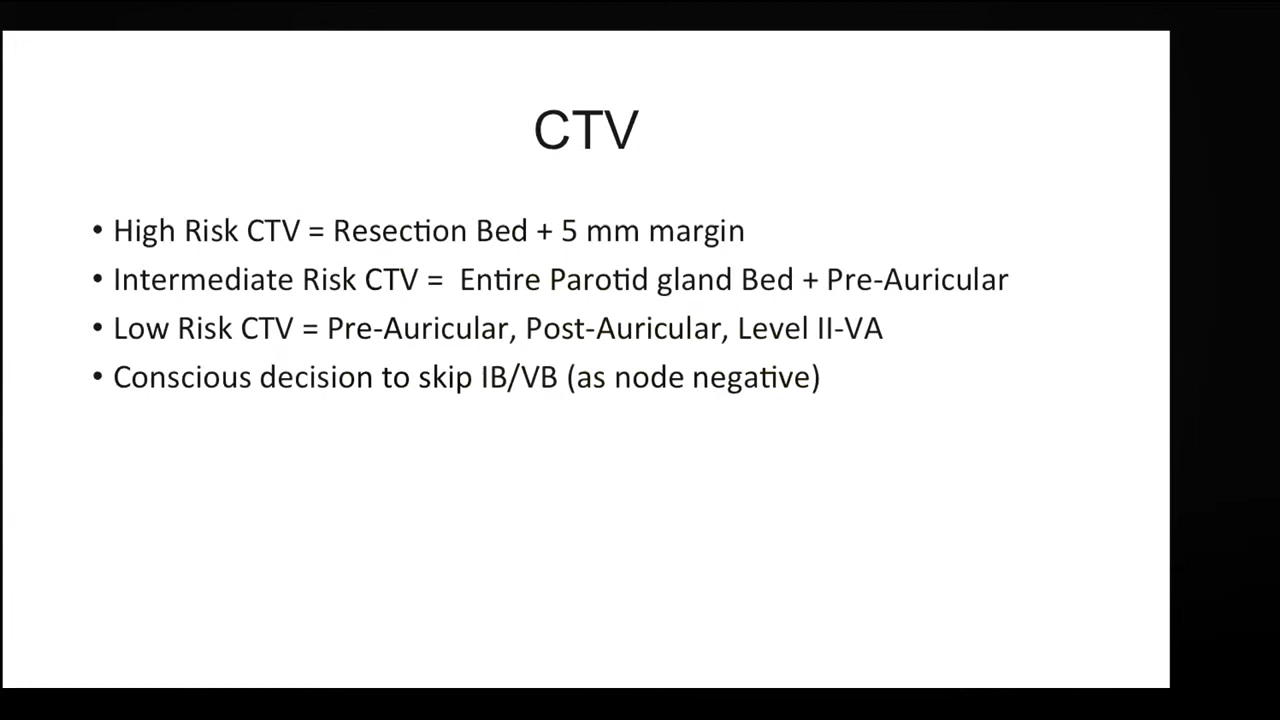 CTV
• High Risk CTV = Resection Bed + 5 mm margin
• Intermediate Risk CTV = Entire Parotid gland Bed + Pre-Auricular
• Low Risk CTV = Pre-Auricular, Post-Auricular, Level II-VA
• Conscious decision to skip IB/VB (as node negative)